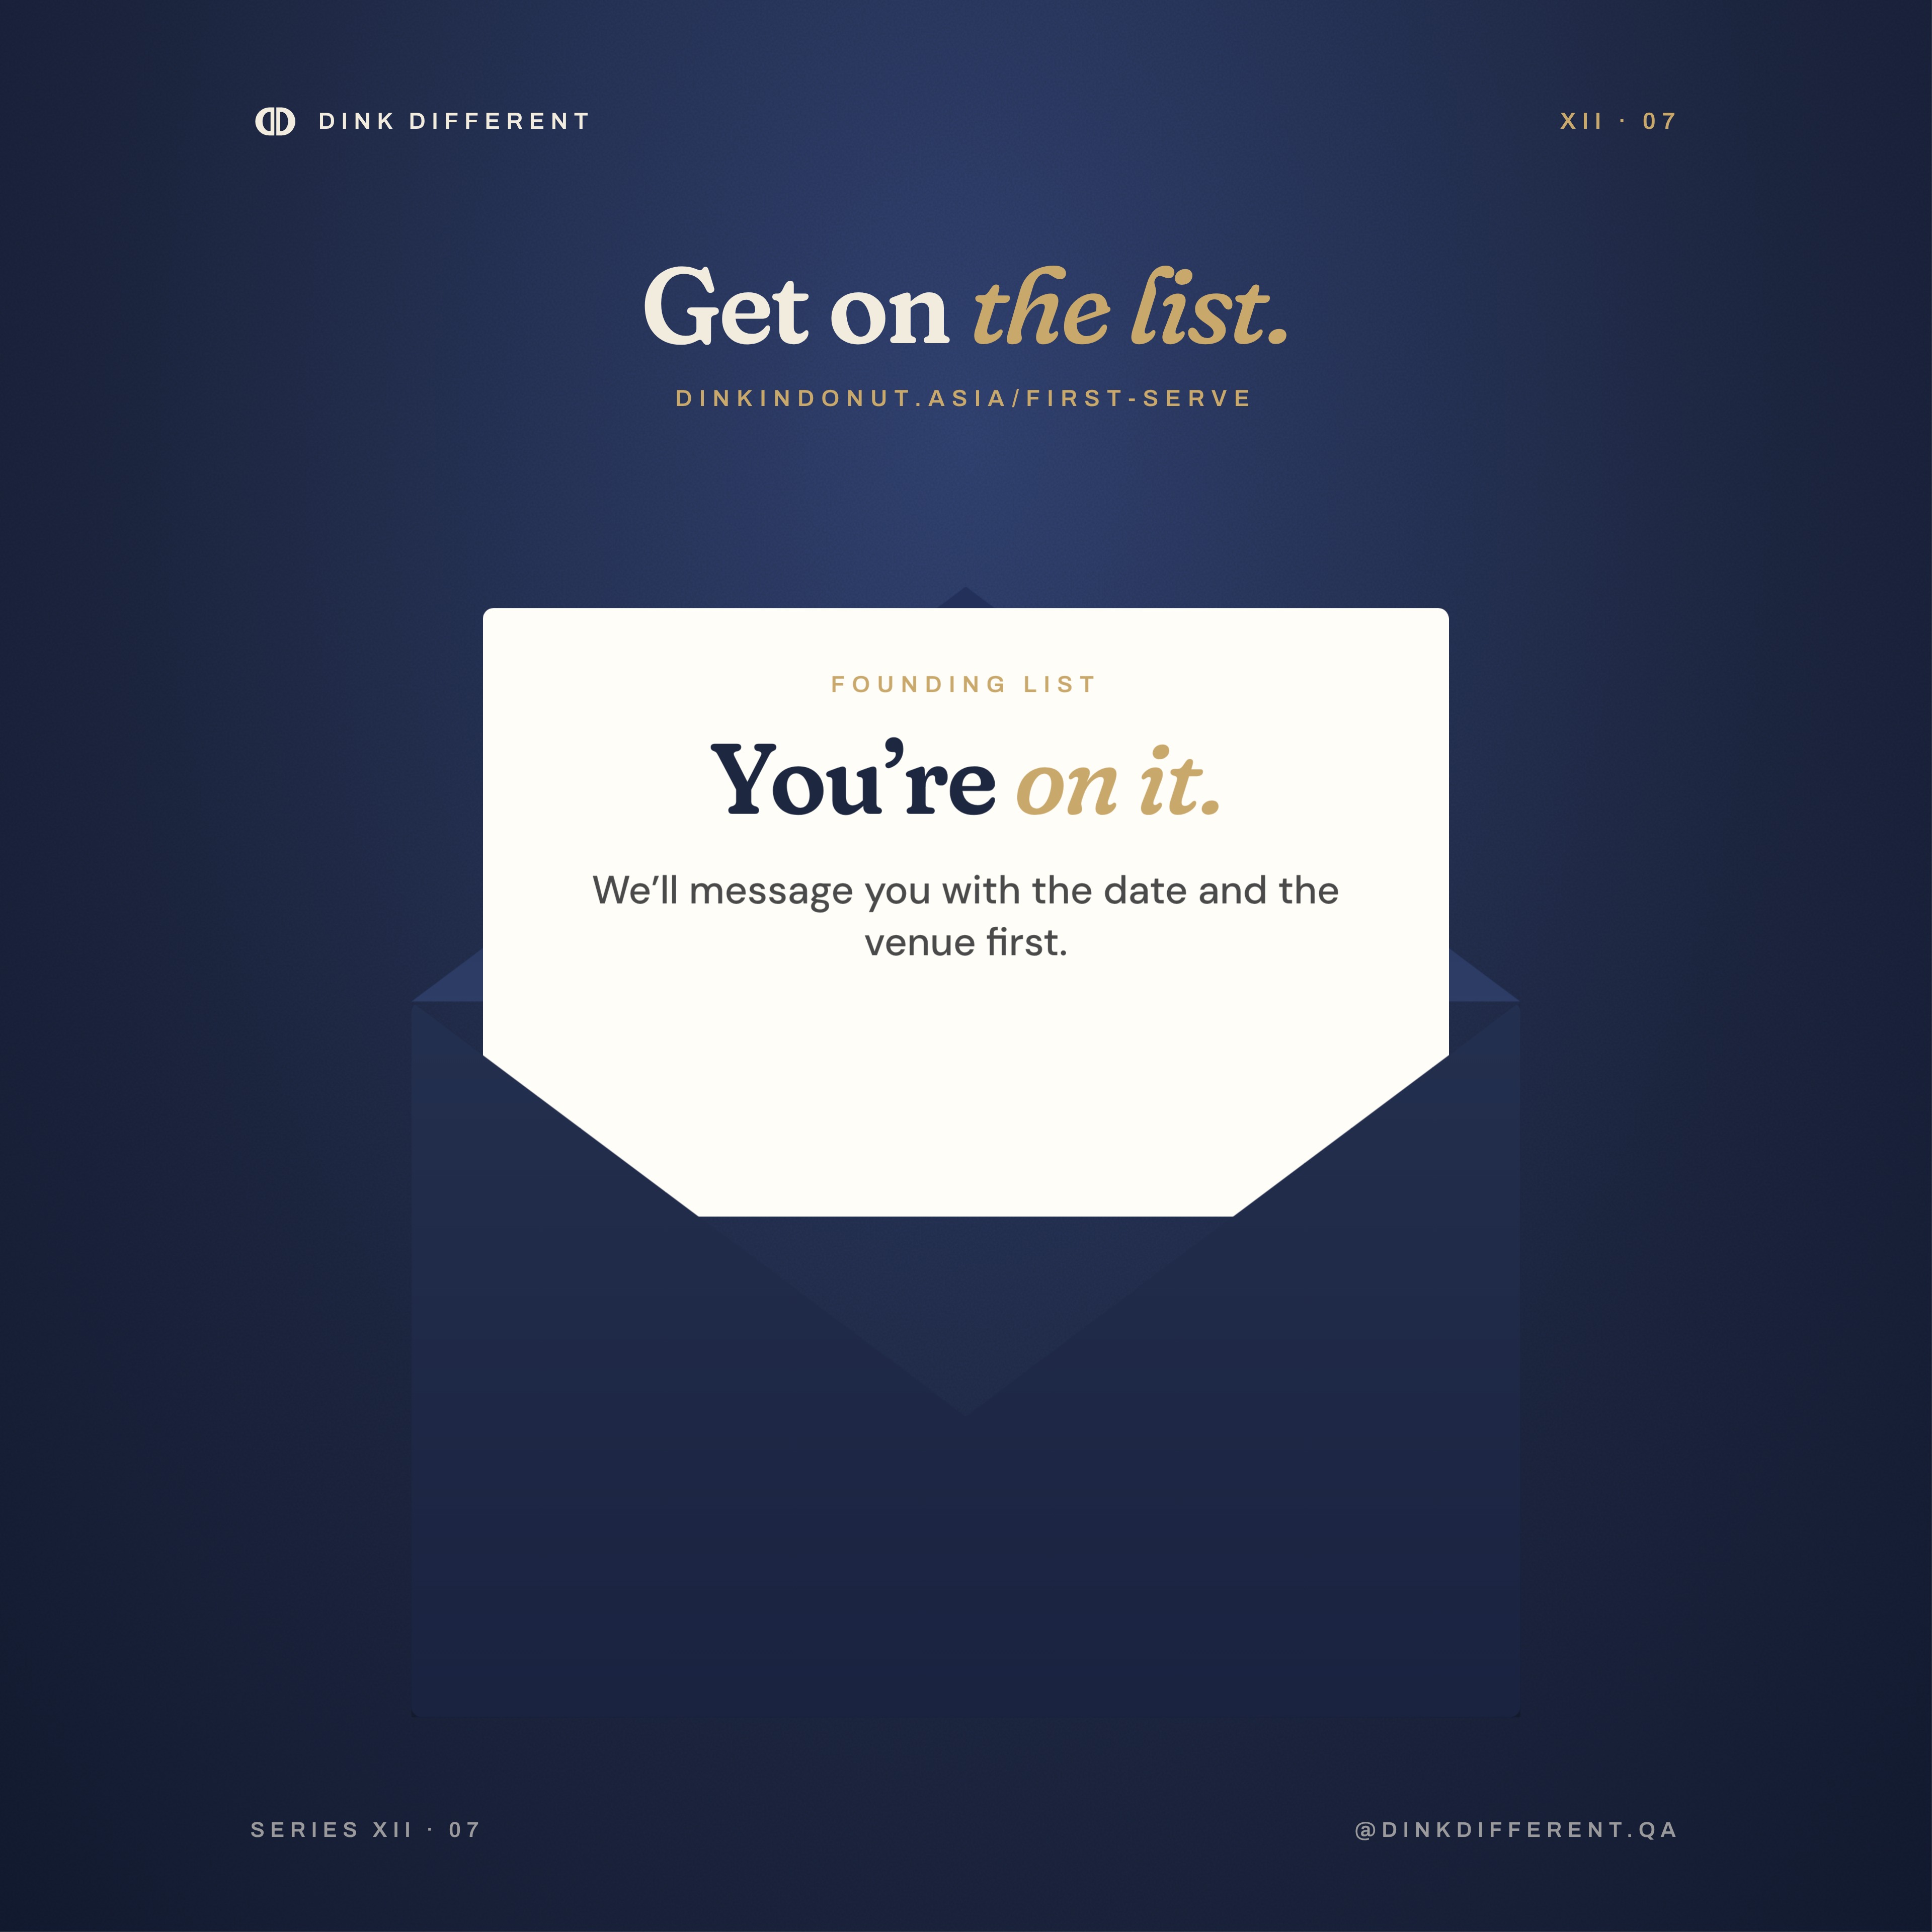 DINK DIFFERENT
XII · 07
Get on the list.
DINKINDONUT.ASIA/FIRST-SERVE
FOUNDING LIST
You’re on it.
We’ll message you with the date and the
venue first.
SERIES XII · 07
@DINKDIFFERENT.QA